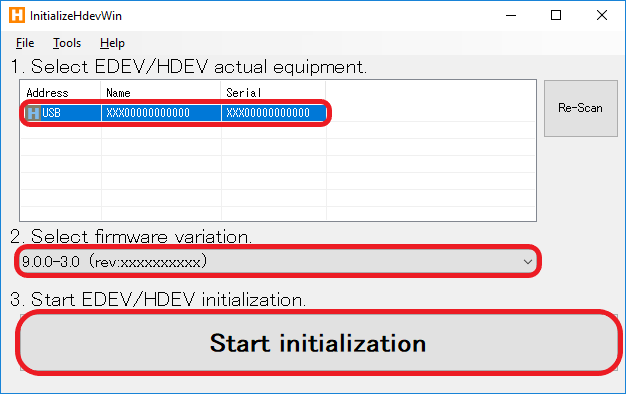 InitializeHdevWin
File Tools Help
1. Select EDEV/HDEV actual equipment.
Address Name Serial
H USB XXX00000000000 XXX00000000000
Re-Scan
2. Select firmware variation.
9.0.0-3.0 (rev:xxxxxxxxxx)
3. Start EDEV/HDEV initialization.
Start initialization